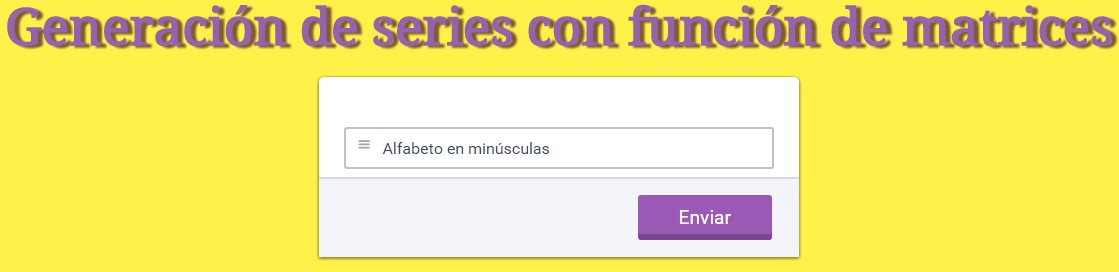 Generación de series con función de matrices
Alfabeto en minúsculas
Enviar